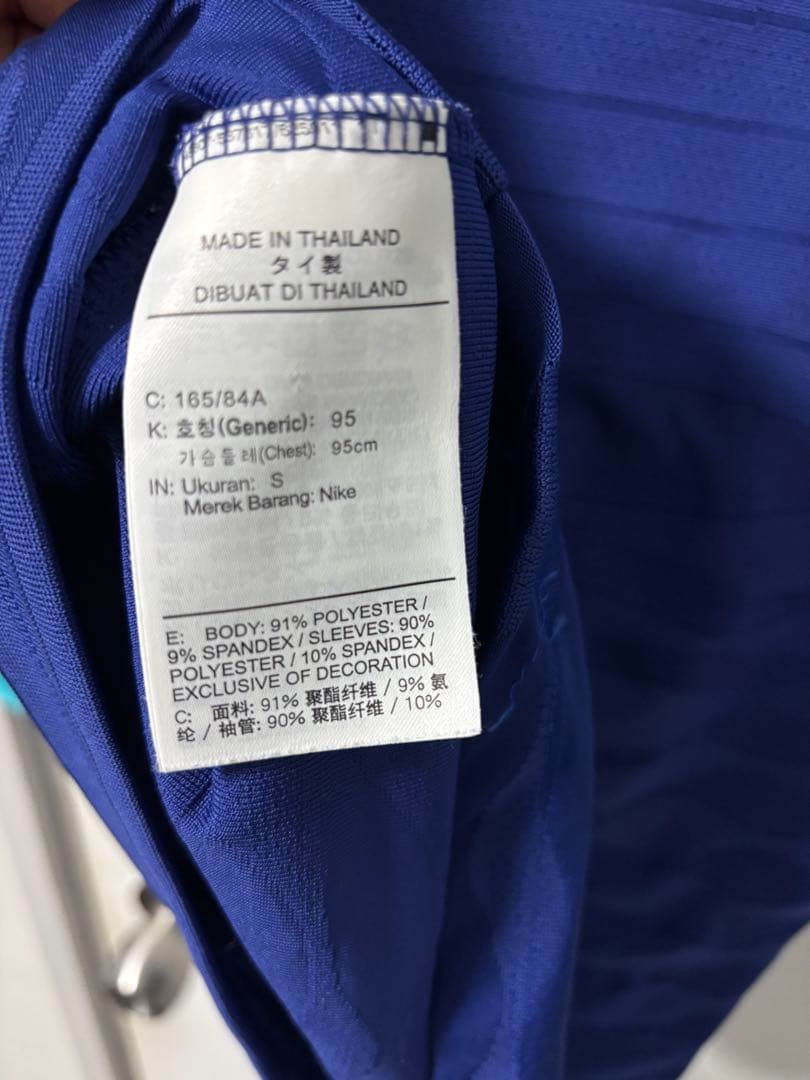 MADE IN THAILAND
タイ製
DIBUAT DI THAILAND
C: 165/84A
K: 호칭(Generic): 95
가슴둘레(Chest): 95cm
IN: Ukuran: S
Merek Barang: Nike
E: BODY: 91% POLYESTER /
9% SPANDEX / SLEEVES: 90%
POLYESTER / 10% SPANDEX /
EXCLUSIVE OF DECORATION
C: 面料: 91% 聚酯纤维 / 9% 氨
纶 / 袖管: 90% 聚酯纤维 / 10%